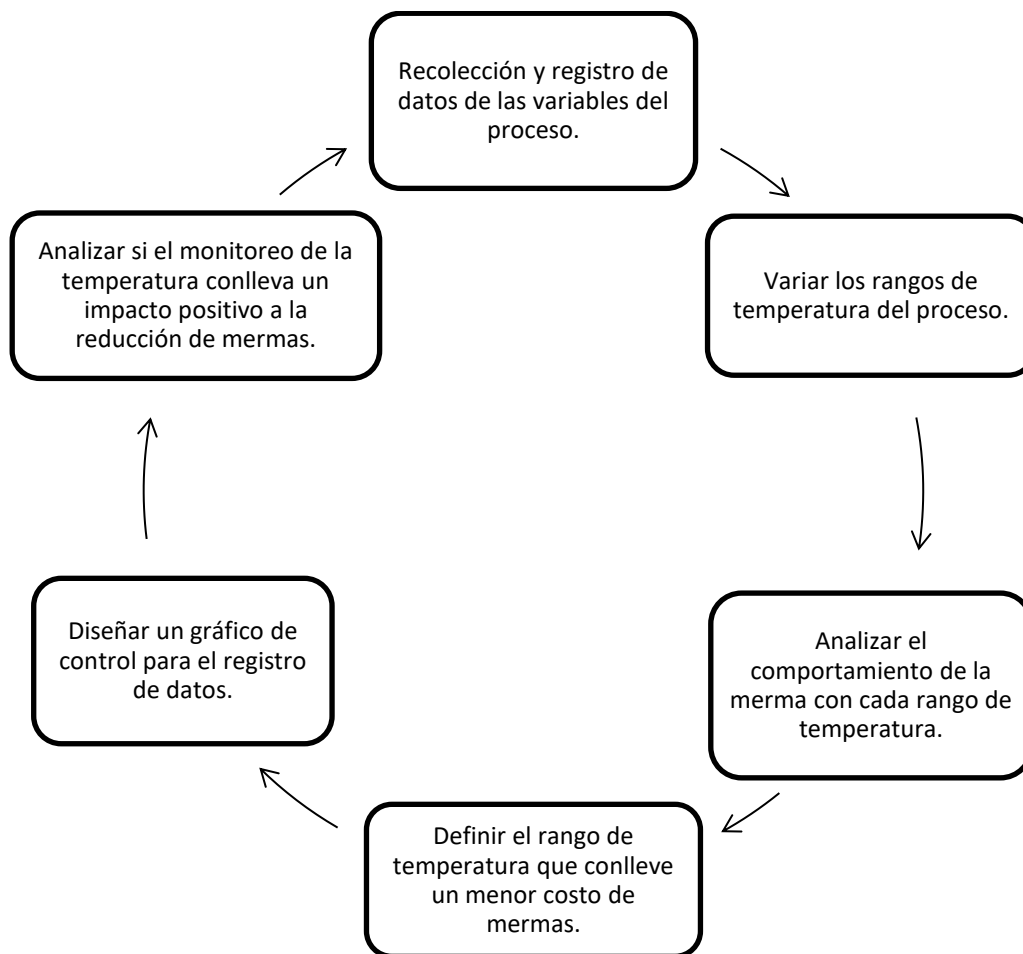 Recolección y registro de
datos de las variables del
proceso.
Variar los rangos de
temperatura del proceso.
Analizar el
comportamiento de la
merma con cada rango de
temperatura.
Definir el rango de
temperatura que conlleve
un menor costo de
mermas.
Diseñar un gráfico de
control para el registro
de datos.
Analizar si el monitoreo de la
temperatura conlleva un
impacto positivo a la
reducción de mermas.